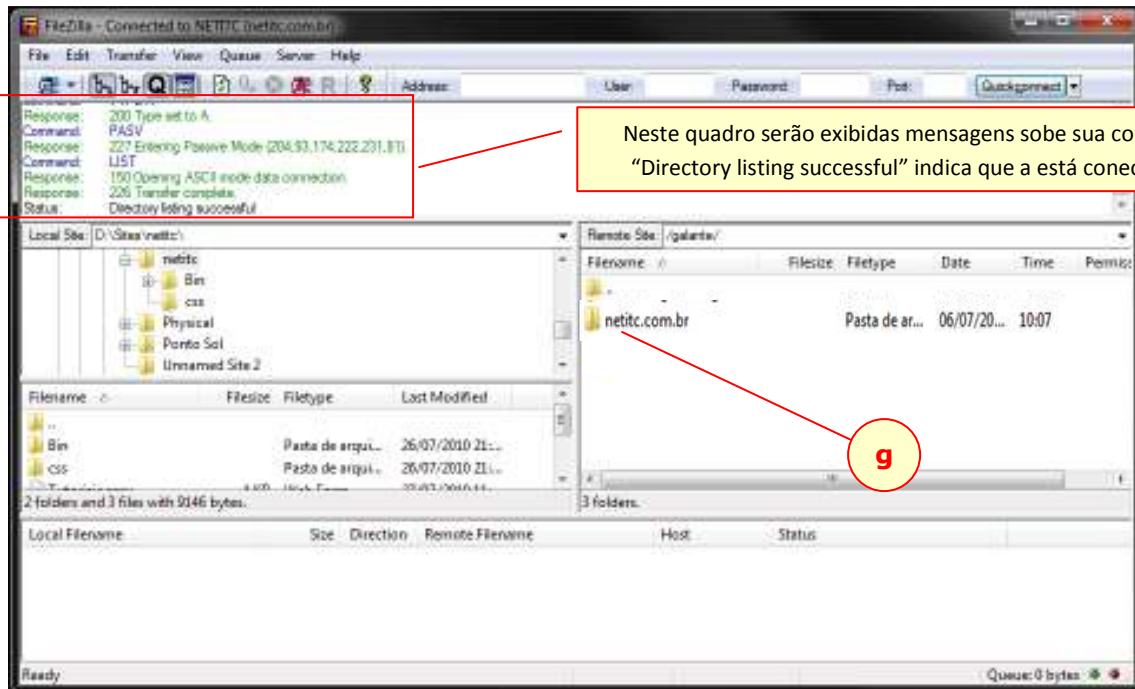 FileZilla - Connected to NETITC (netitc.com.br)
File Edit Transfer View Queue Server Help
Address: User: Password: Port: Quickconnect
Response: 200 Type set to A.
Command: PASV
Response: 227 Entering Passive Mode (204,93,174,222,231,81).
Command: LIST
Response: 150 Opening ASCII mode data connection.
Response: 226 Transfer complete.
Status: Directory listing successful
Neste quadro serão exibidas mensagens sobe sua co
“Directory listing successful” indica que a está conec
Local Site: D:\Sites\netitc\
netitc
Bin
css
Physical
Ponto Sol
Unnamed Site 2
Filename Filesize Filetype Last Modified
..
Bin Pasta de arqui... 26/07/2010 21:...
css Pasta de arqui... 26/07/2010 21:...
2 folders and 3 files with 9146 bytes.
Remote Site: /galante/
Filename Filesize Filetype Date Time Permiss
netitc.com.br Pasta de ar... 06/07/20... 10:07
g
3 folders.
Local Filename Size Direction Remote Filename Host Status
Ready
Queue: 0 bytes